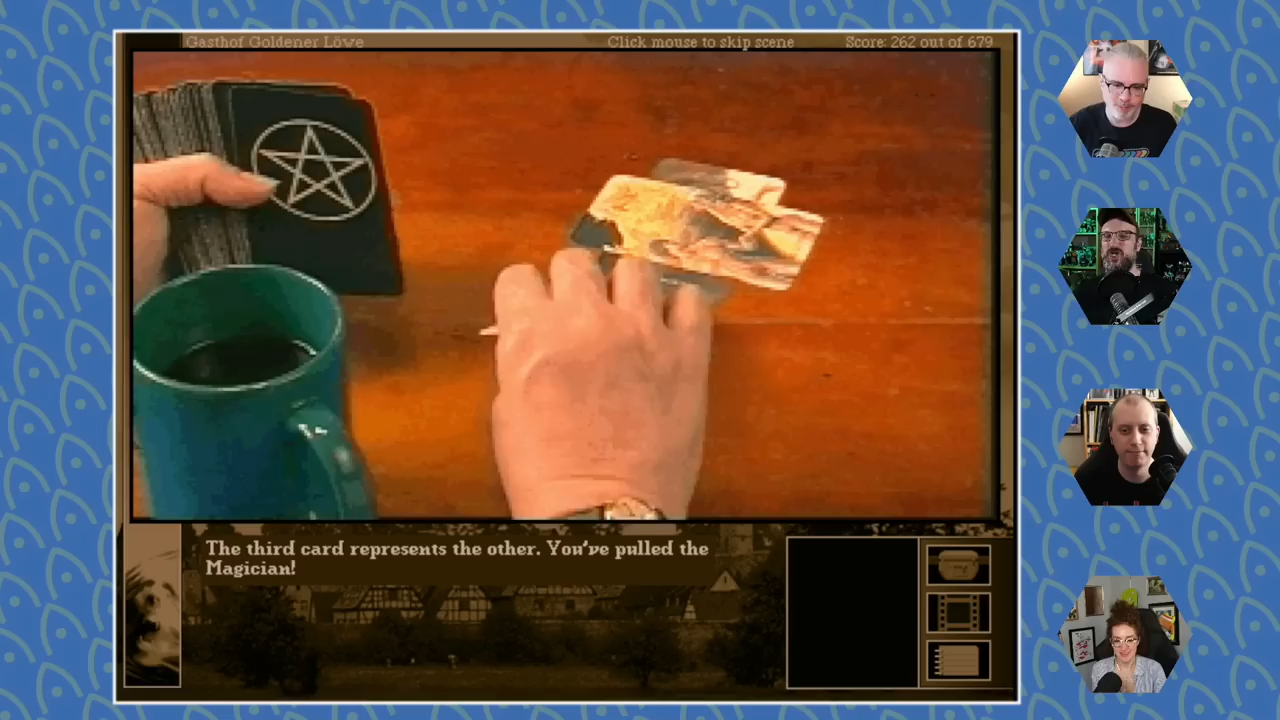 Gasthof Goldener Löwe
Click mouse to skip scene
Score: 262 out of 679
The third card represents the other. You've pulled the
Magician!